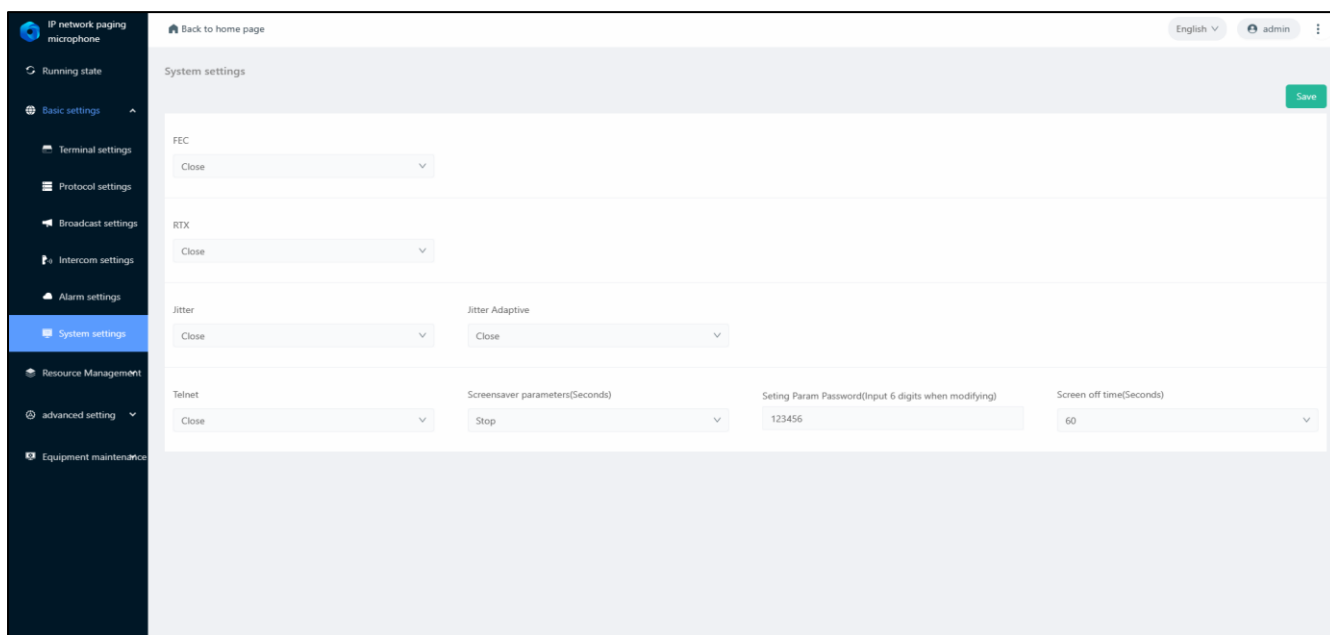 IP network paging
microphone
Back to home page
English
admin
Running state
System settings
Save
Basic settings
FEC
Terminal settings
Close
Protocol settings
Broadcast settings
RTX
Close
Intercom settings
Alarm settings
Jitter
Jitter Adaptive
System settings
Close
Close
Resource Management
Telnet
Screensaver parameters(Seconds)
Seting Param Password(Input 6 digits when modifying)
Screen off time(Seconds)
advanced setting
Close
Stop
123456
60
Equipment maintenance